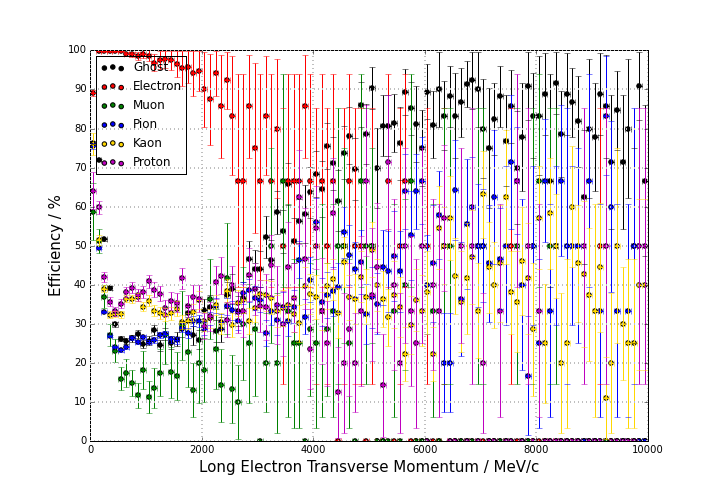 100
90
80
70
60
50
40
30
20
10
0
Efficiency / %
Ghost
Electron
Muon
Pion
Kaon
Proton
0
2000
4000
6000
8000
10000
Long Electron Transverse Momentum / MeV/c